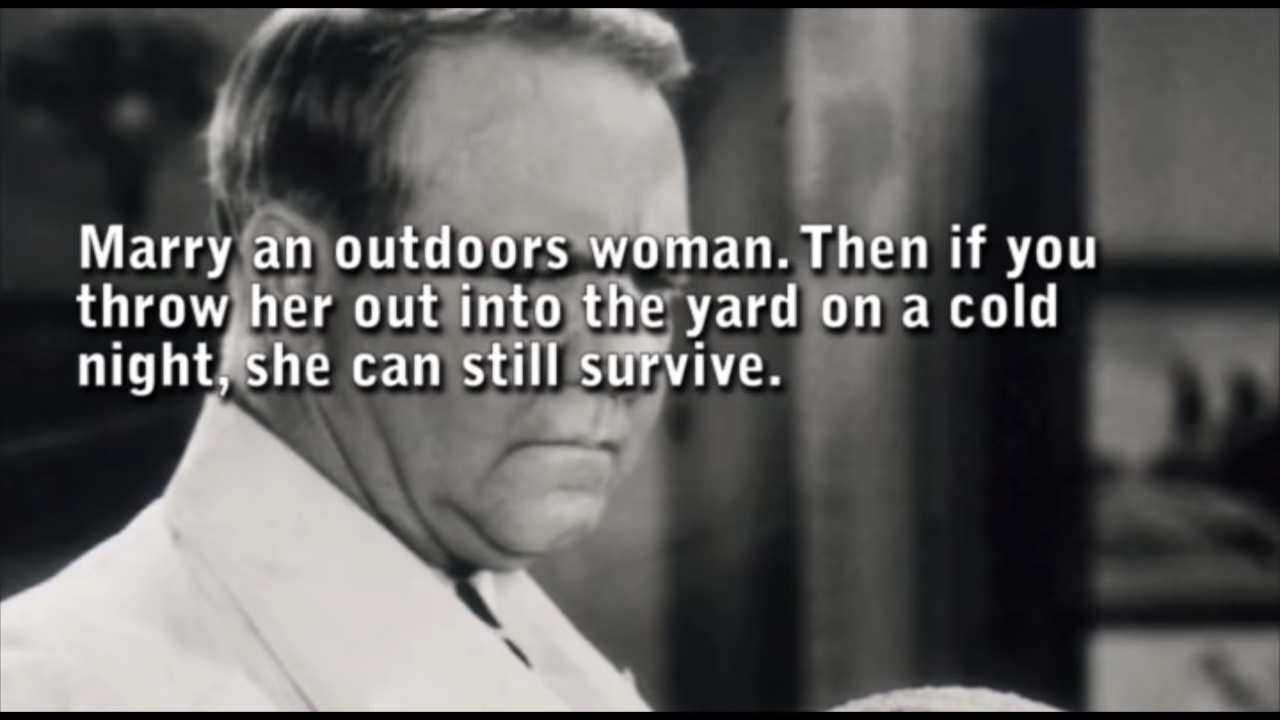 Marry an outdoors woman. Then if you
throw her out into the yard on a cold
night, she can still survive.